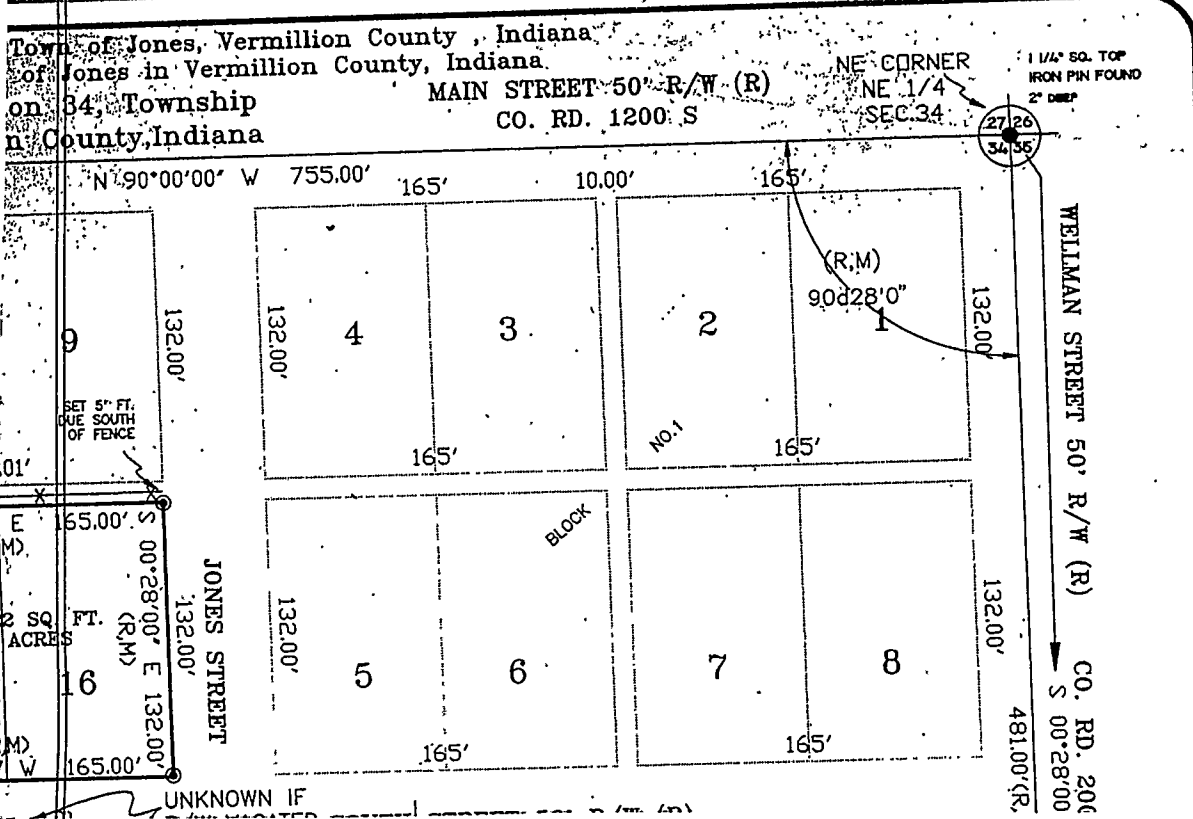 Town of Jones, Vermillion County , Indiana
of Jones in Vermillion County, Indiana.
on 34, Township
n County,Indiana
MAIN STREET 50' R/W (R)
CO. RD. 1200 S
NE CORNER
NE 1/4
SEC.34
1 1/4" SQ. TOP
IRON PIN FOUND
2" DEEP
27 26
34 35
N 90°00'00" W 755.00'
165'
10.00'
165'
(R,M)
90d28'0"
9
132.00'
132.00'
4
3
2
1
132.00'
WELLMAN STREET 50' R/W (R) CO. RD. 200
SET 5" FT.
DUE SOUTH
OF FENCE
.01'
X
X
165'
NO.1
165'
E 165.00'
M)
S 00°28'00" E 132.00'
(R,M)
132.00'
JONES STREET
BLOCK
2 SQ. FT.
ACRES
16
132.00'
5
6
7
8
132.00'
S 00°28'00
481.00'(R,
,M)
W 165.00'
165'
165'
UNKNOWN IF